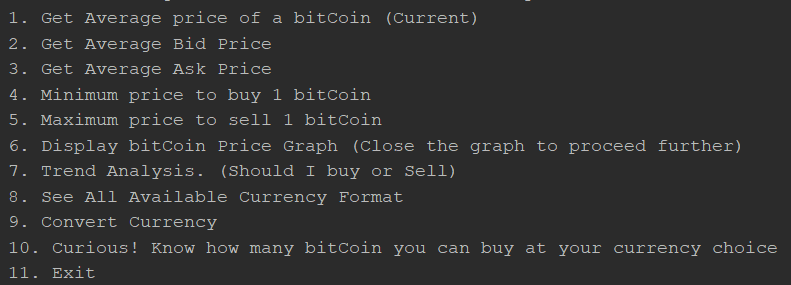 1. Get Average price of a bitCoin (Current)
2. Get Average Bid Price
3. Get Average Ask Price
4. Minimum price to buy 1 bitCoin
5. Maximum price to sell 1 bitCoin
6. Display bitCoin Price Graph (Close the graph to proceed further)
7. Trend Analysis. (Should I buy or Sell)
8. See All Available Currency Format
9. Convert Currency
10. Curious! Know how many bitCoin you can buy at your currency choice
11. Exit